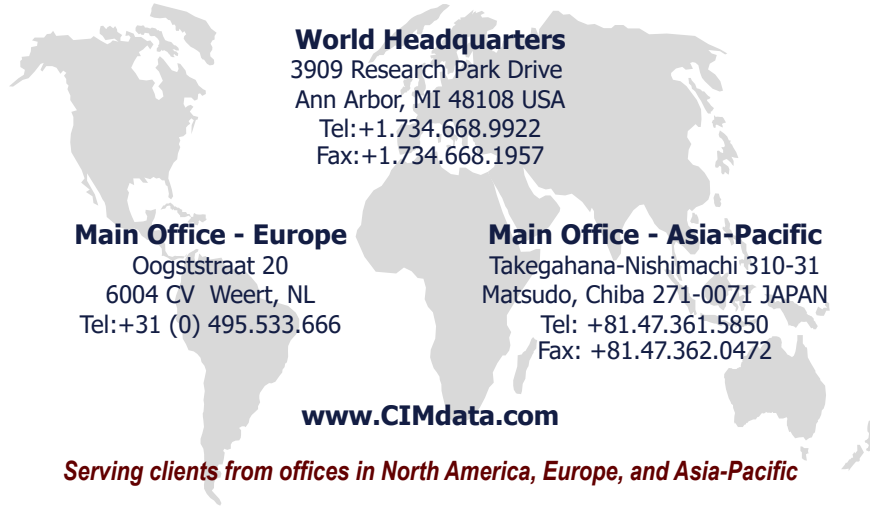 World Headquarters
3909 Research Park Drive
Ann Arbor, MI 48108 USA
Tel:+1.734.668.9922
Fax:+1.734.668.1957
Main Office - Europe
Oogststraat 20
6004 CV  Weert, NL
Tel:+31 (0) 495.533.666
Main Office - Asia-Pacific
Takegahana-Nishimachi 310-31
Matsudo, Chiba 271-0071 JAPAN
Tel: +81.47.361.5850
Fax: +81.47.362.0472
www.CIMdata.com
Serving clients from offices in North America, Europe, and Asia-Pacific